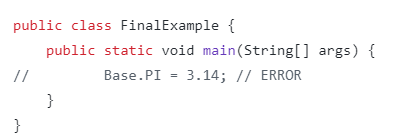 public class FinalExample {
    public static void main(String[] args) {
//         Base.PI = 3.14; // ERROR
    }
}